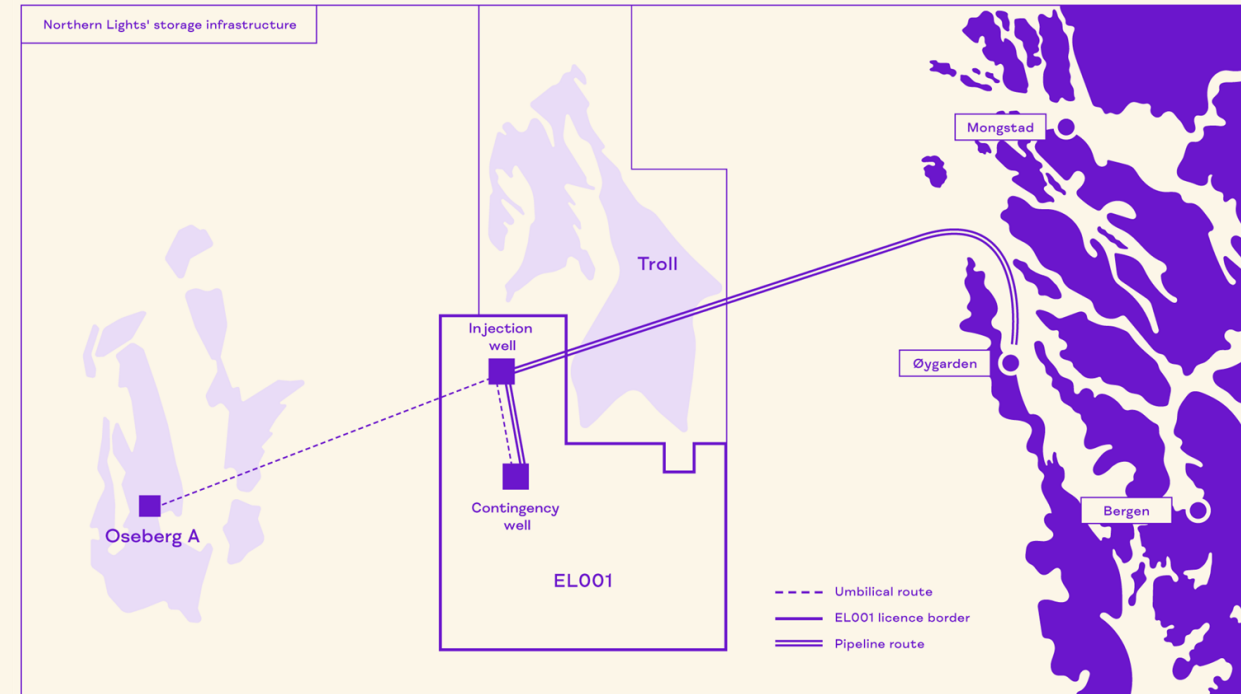 Northern Lights' storage infrastructure
Mongstad
Troll
Injection
well
Øygarden
Contingency
well
Bergen
Oseberg A
EL001
Umbilical route
EL001 licence border
Pipeline route